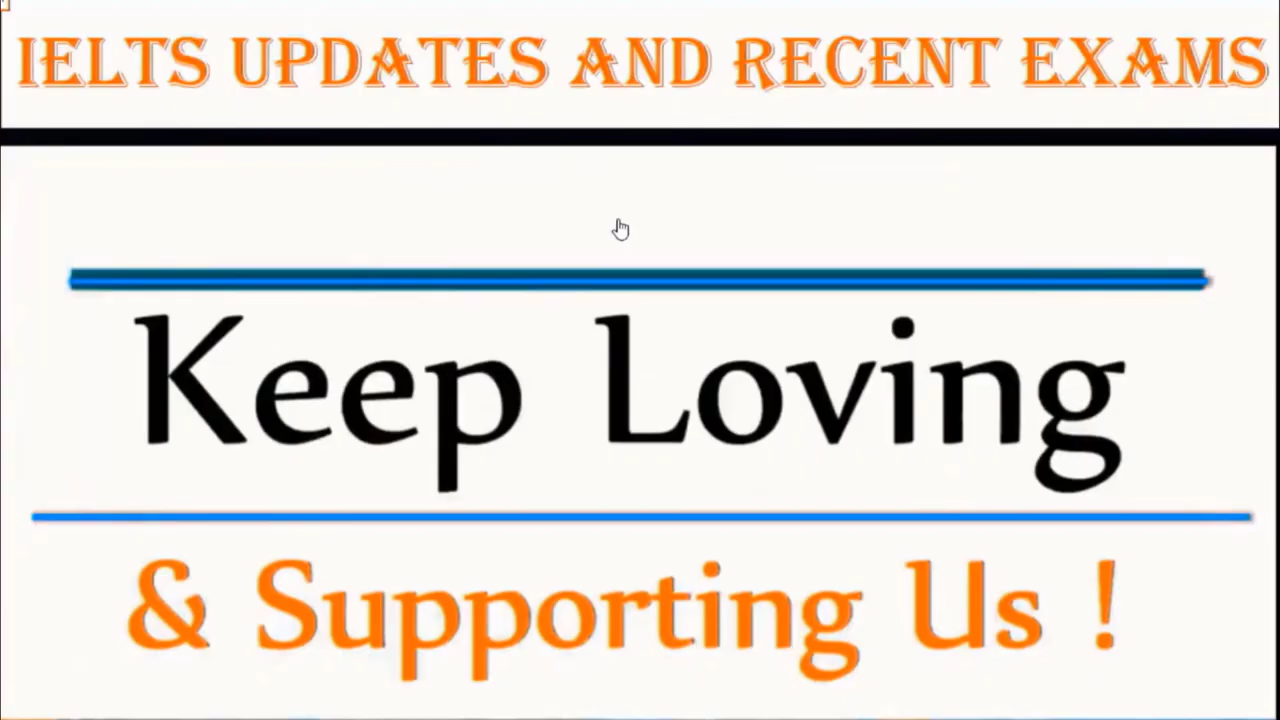 IELTS UPDATES AND RECENT EXAMS
Keep Loving
& Supporting Us !